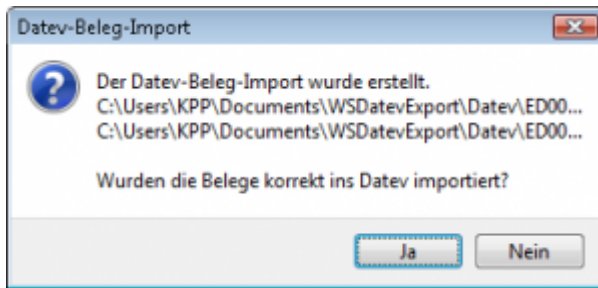 Datev-Beleg-Import
Der Datev-Beleg-Import wurde erstellt.
C:\Users\KPP\Documents\WSDatevExport\Datev\ED00...
C:\Users\KPP\Documents\WSDatevExport\Datev\ED00...
Wurden die Belege korrekt ins Datev importiert?
Ja
Nein